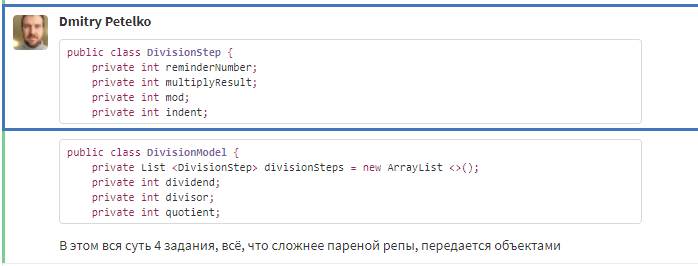 Dmitry Petelko
public class DivisionStep {
private int reminderNumber;
private int multiplyResult;
private int mod;
private int indent;
public class DivisionModel {
private List <DivisionStep> divisionSteps = new ArrayList <>();
private int dividend;
private int divisor;
private int quotient;
В этом вся суть 4 задания, всё, что сложнее пареной репы, передается объектами